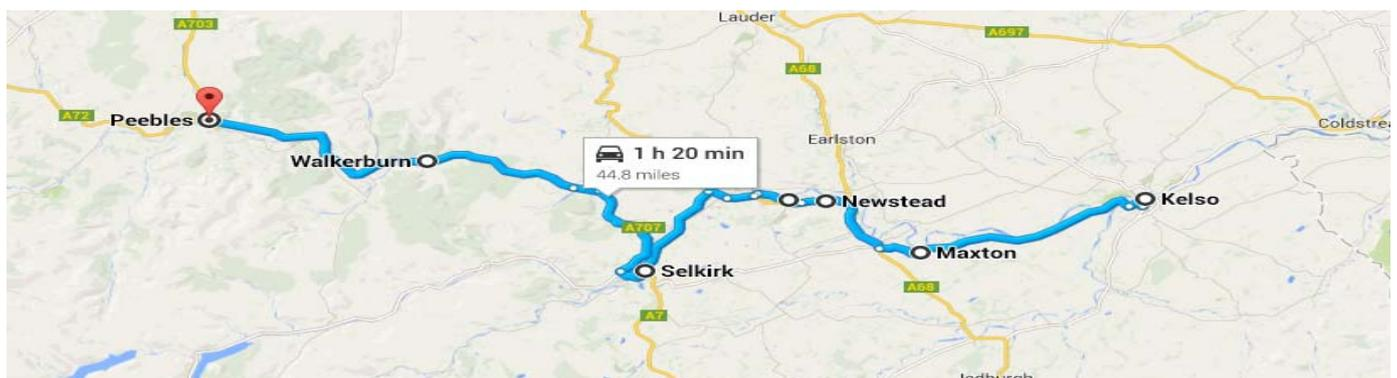 Lauder
A703
A697
A68
A72
Peebles
Coldstre
Earlston
1 h 20 min
Walkerburn
44.8 miles
Newstead
Kelso
A707
Maxton
Selkirk
A68
A7
Jedburgh